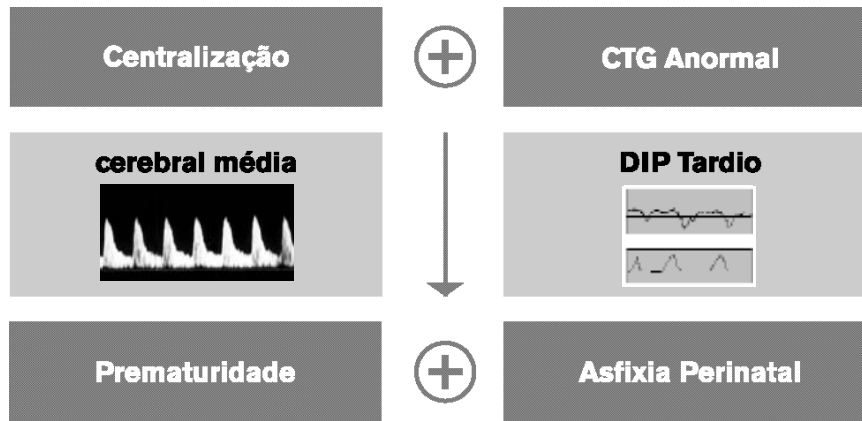 Centralização
CTG Anormal
cerebral média
DIP Tardio
Prematuridade
Asfixia Perinatal